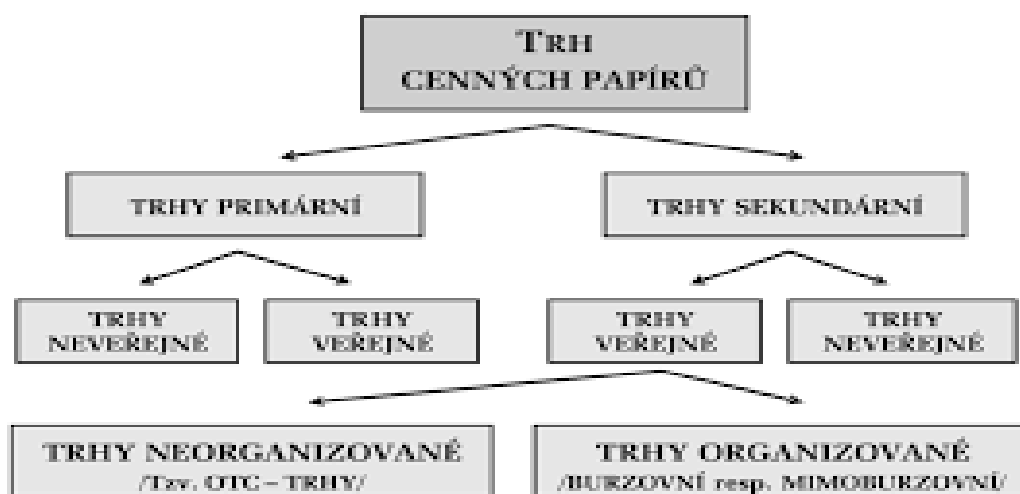 TRH
CENNÝCH PAPÍRŮ
TRHY PRIMÁRNÍ
TRHY SEKUNDÁRNÍ
TRHY
NEVEŘEJNÉ
TRHY
VEŘEJNÉ
TRHY
VEŘEJNÉ
TRHY
NEVEŘEJNÉ
TRHY NEORGANIZOVANÉ
/Tzv. OTC – TRHY/
TRHY ORGANIZOVANÉ
/BURZOVNÍ resp. MIMOBURZOVNÍ/